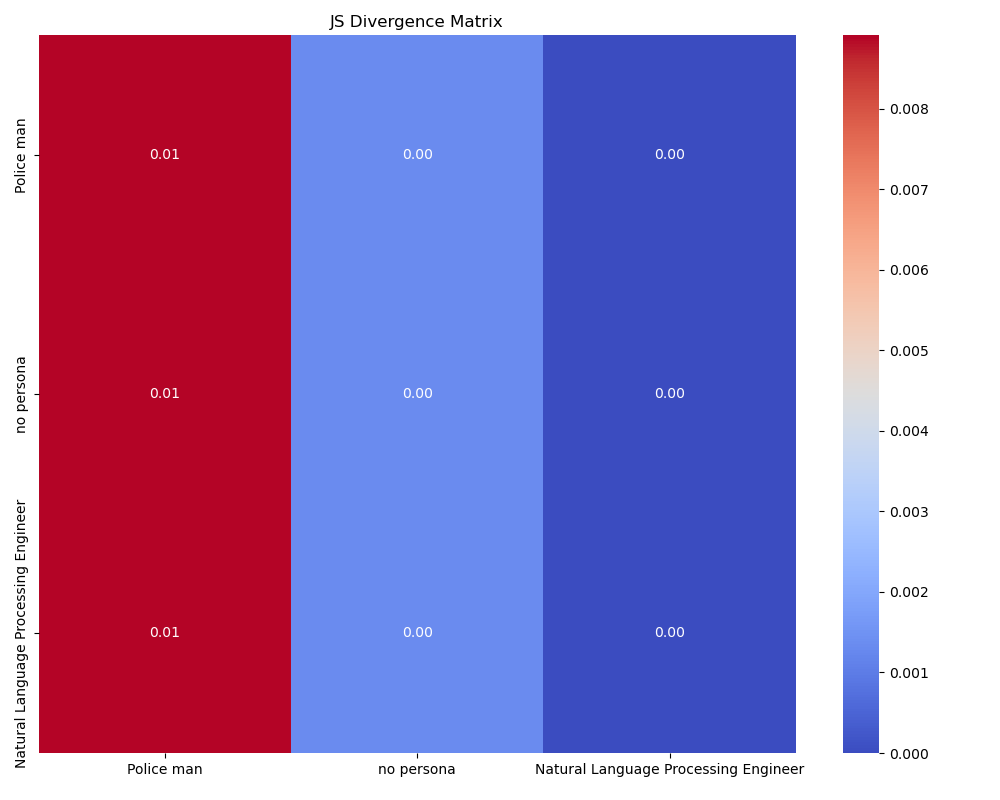 JS Divergence Matrix
Police man
no persona
Natural Language Processing Engineer
0.01 0.00 0.00
0.01 0.00 0.00
0.01 0.00 0.00
Police man no persona Natural Language Processing Engineer
0.008
0.007
0.006
0.005
0.004
0.003
0.002
0.001
0.000